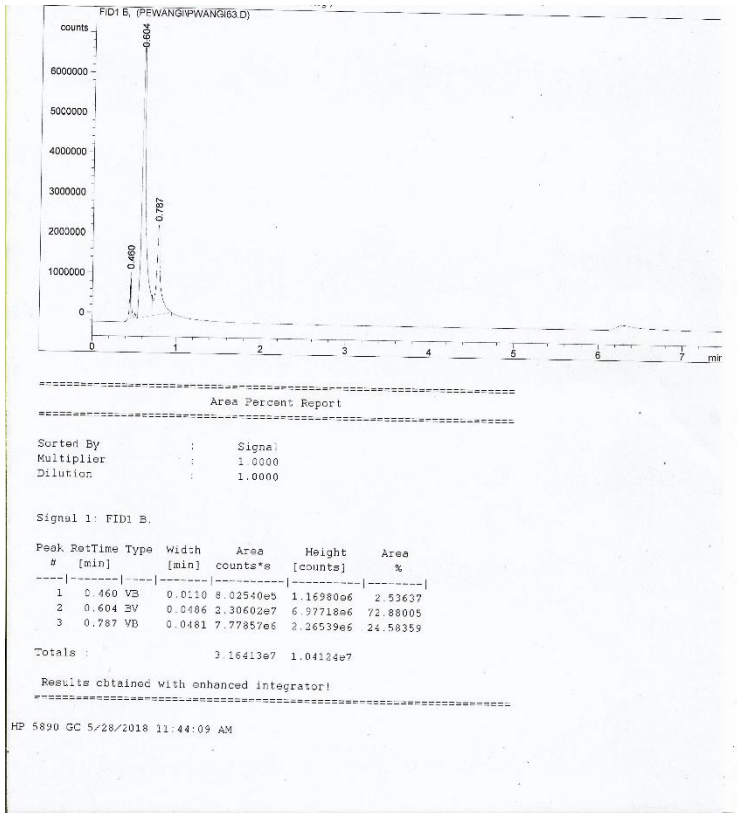 FID1 B, (PEWANGI\PWANGI63.D)
counts
0.604
6000000
5000000
4000000
3000000
0.787
2000000
0.460
1000000
0
0 1 2 3 4 5 6 7 min
==================================================
Area Percent Report
==================================================
Sorted By : Signal
Multiplier : 1.0000
Dilution : 1.0000
Signal 1: FID1 B,
Peak RetTime Type Width Area Height Area
# [min] [min] counts*s [counts] %
----|-------|----|-------|----------|----------|--------|
1 0.460 VB 0.0110 8.02540e5 1.16980e6 2.53637
2 0.604 BV 0.0486 2.30602e7 6.97718e6 72.88005
3 0.787 VB 0.0481 7.77857e6 2.26539e6 24.58359
Totals : 3.16413e7 1.04124e7
Results obtained with enhanced integrator!
==================================================
HP 5890 GC 5/28/2018 11:44:09 AM